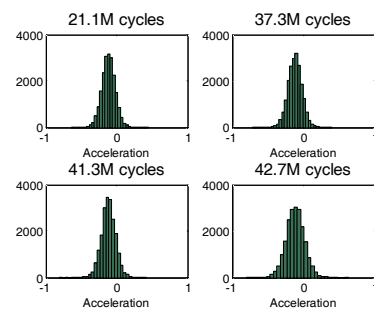 21.1M cycles
4000
2000
0
-1 0 1
Acceleration
37.3M cycles
4000
2000
0
-1 0
Acceleration
41.3M cycles
4000
2000
0
-1 0 1
Acceleration
42.7M cycles
4000
2000
0
-1 0
Acceleration